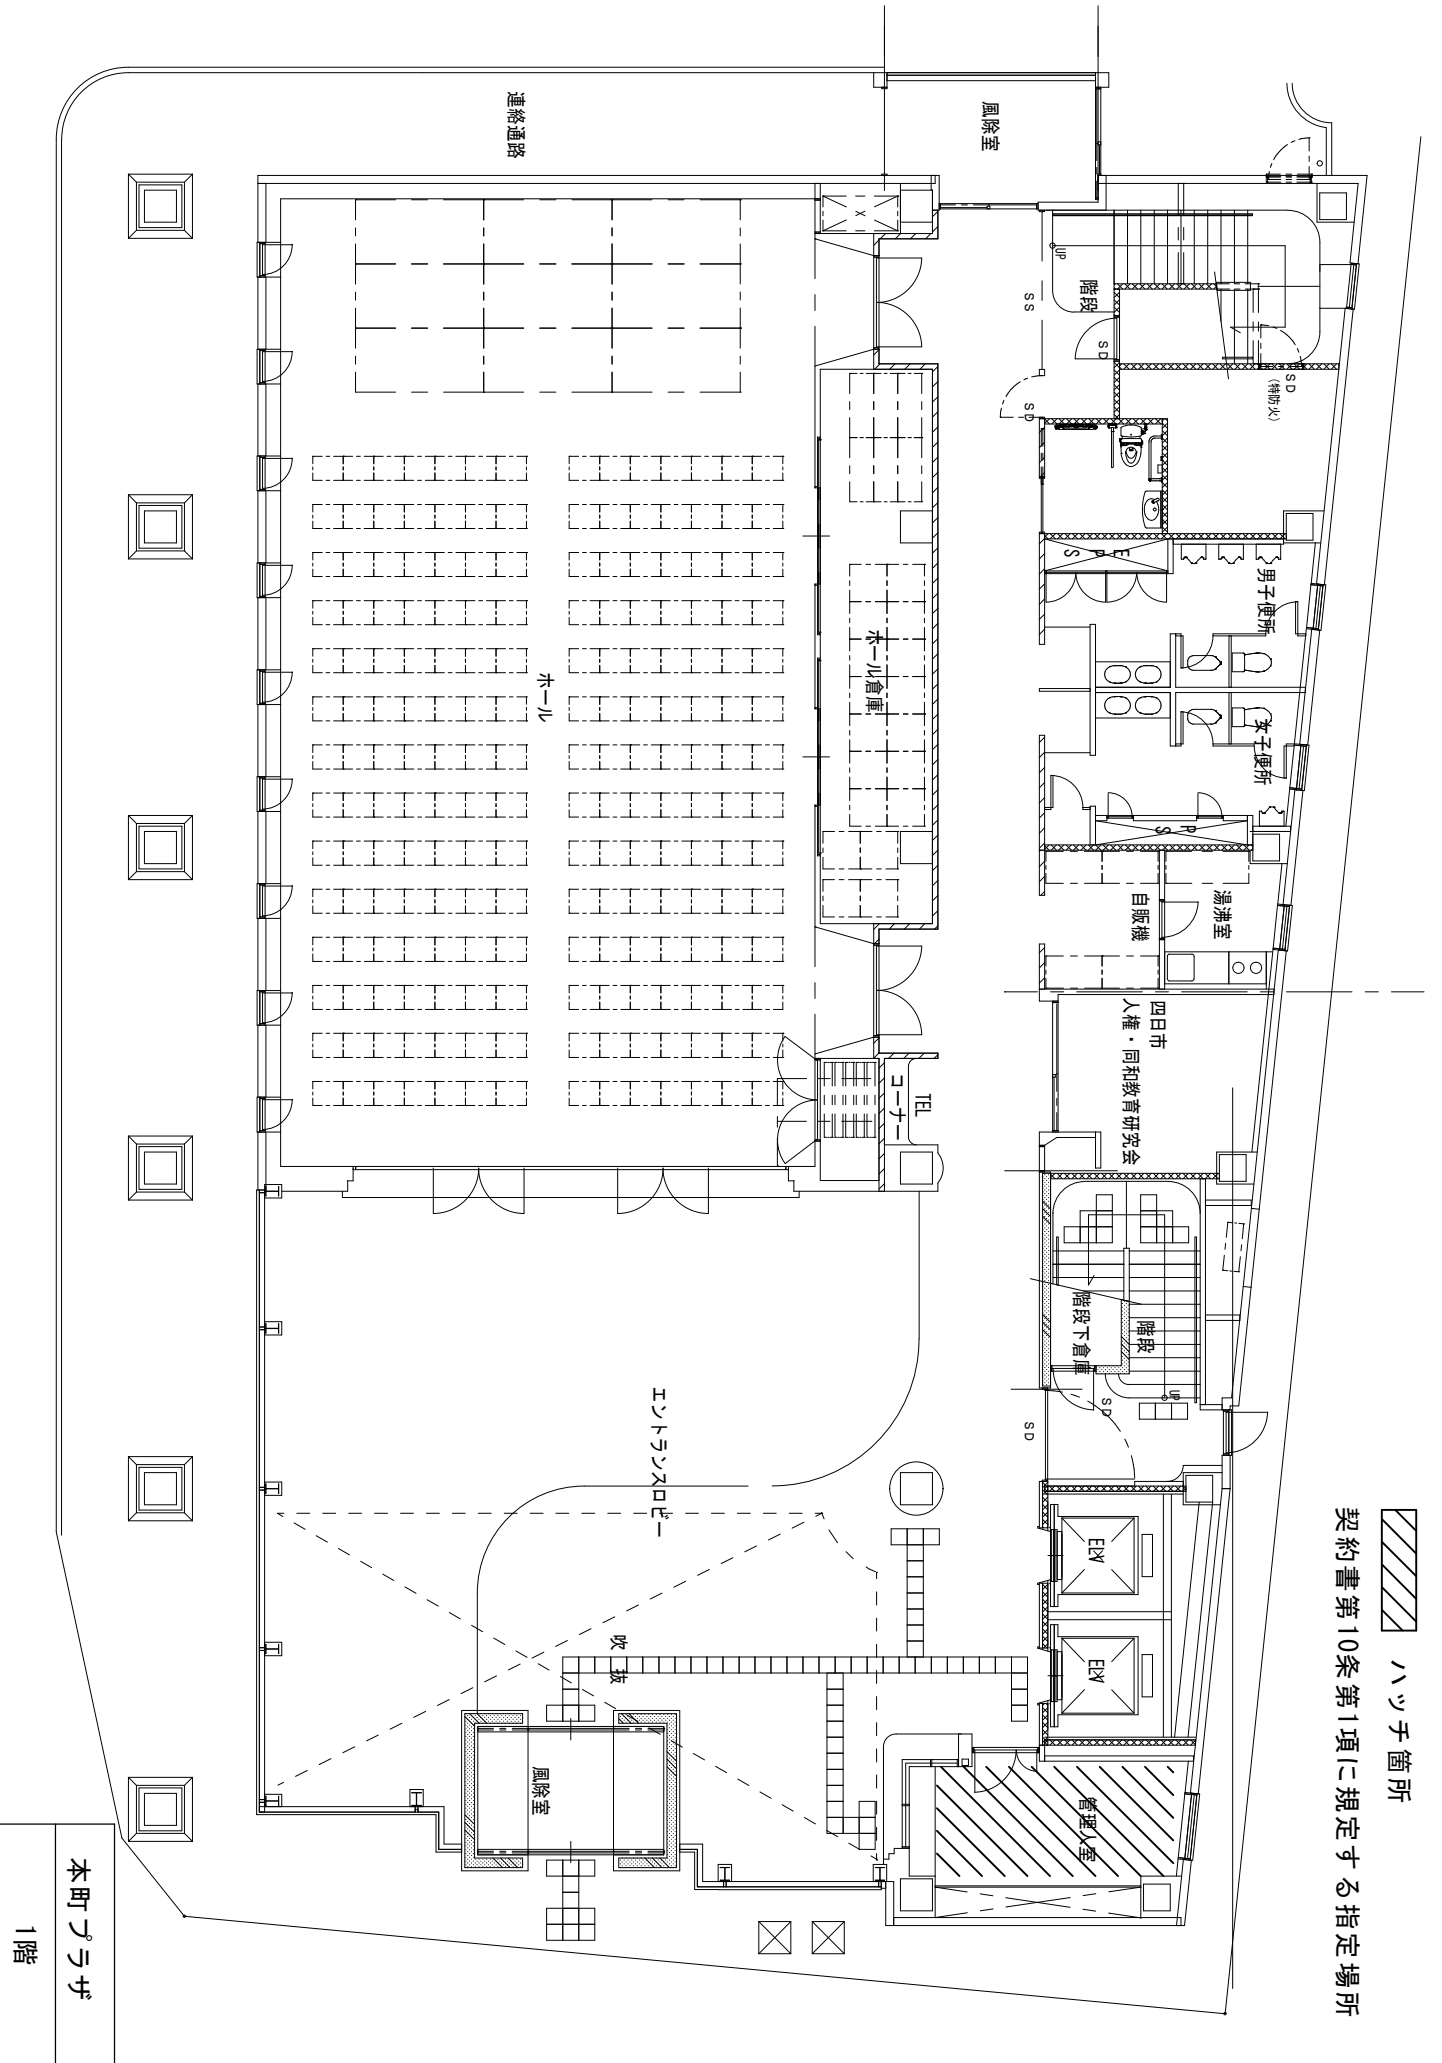 ハッチ箇所
契約書第10条第1項に規定する指定場所
風除室
連絡通路
UP
階段
SS
SD
SD
(特防火)
SD
EPS
男子便所
ホール倉庫
ホール
女子便所
PS
湯沸室
自販機
四日市
人権・同和教育研究会
TEL
コーナー
階段下倉庫
階段
UP
SD
SD
エントランスロビー
ELV
ELV
吹抜
風除室
管理人室
本町プラザ
1階